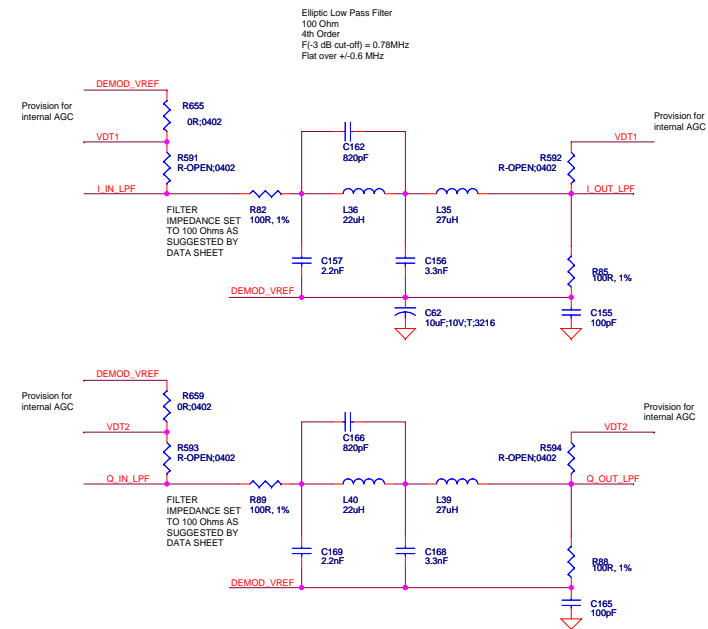 Elliptic Low Pass Filter
100 Ohm
4th Order
F(-3 dB cut-off) = 0.78MHz
Flat over +/-0.6 MHz
DEMOD_VREF
Provision for
internal AGC
R655
0R;0402
VDT1
R591
R-OPEN;0402
I_IN_LPF
FILTER
IMPEDANCE SET
TO 100 Ohms AS
SUGGESTED BY
DATA SHEET
R82
100R, 1%
C162
820pF
L36
22uH
L35
27uH
C157
2.2nF
C156
3.3nF
DEMOD_VREF
C62
10uF;10V;T;3216
Provision for
internal AGC
VDT1
R592
R-OPEN;0402
I_OUT_LPF
R85
100R, 1%
C155
100pF
DEMOD_VREF
Provision for
internal AGC
R659
0R;0402
VDT2
R593
R-OPEN;0402
Q_IN_LPF
FILTER
IMPEDANCE SET
TO 100 Ohms AS
SUGGESTED BY
DATA SHEET
R89
100R, 1%
C166
820pF
L40
22uH
L39
27uH
C169
2.2nF
C168
3.3nF
DEMOD_VREF
Provision for
internal AGC
VDT2
R594
R-OPEN;0402
Q_OUT_LPF
R88
100R, 1%
C165
100pF